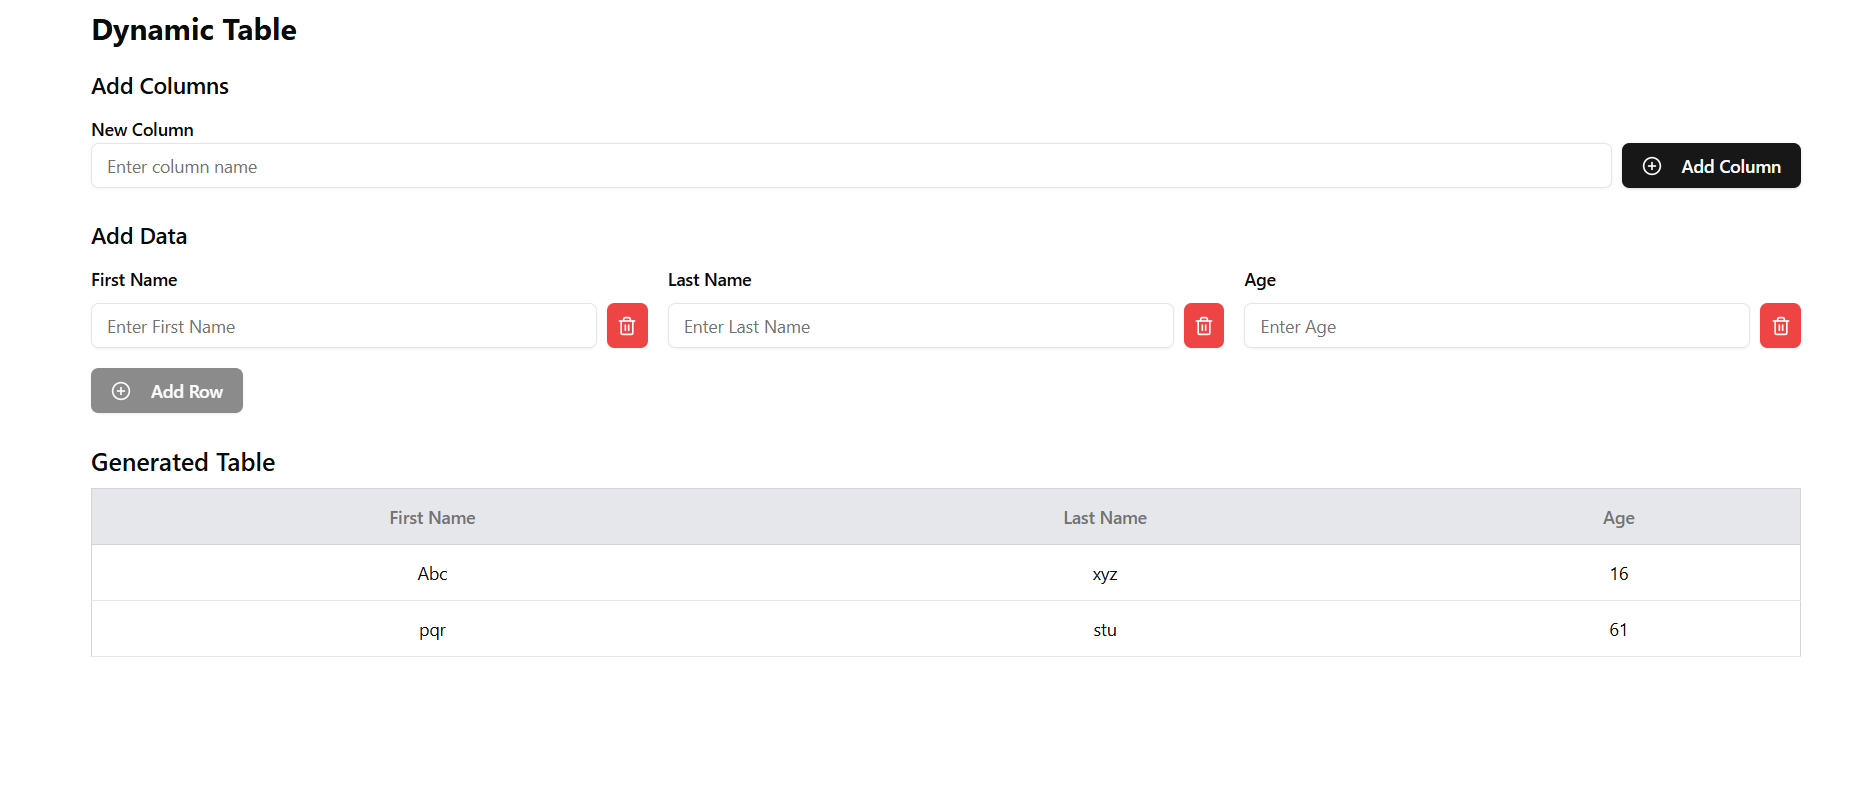 Dynamic Table
Add Columns
New Column
Enter column name
Add Column
Add Data
First Name Last Name Age
Enter First Name Enter Last Name Enter Age
Add Row
Generated Table
First Name Last Name Age
Abc xyz 16
pqr stu 61